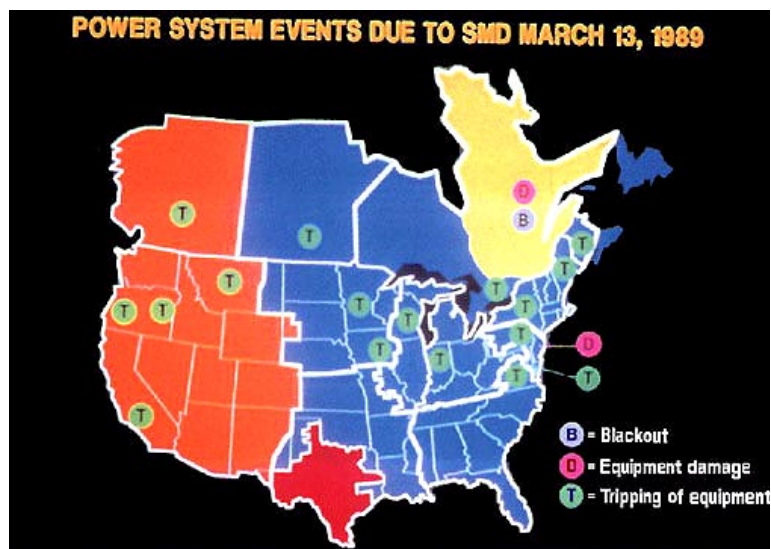 POWER SYSTEM EVENTS DUE TO SMD MARCH 13, 1989
D
T
B
T
T
T
T
T
T
T
T
T
T
T
T
D
T
T
T
T
T
B = Blackout
D = Equipment damage
T = Tripping of equipment